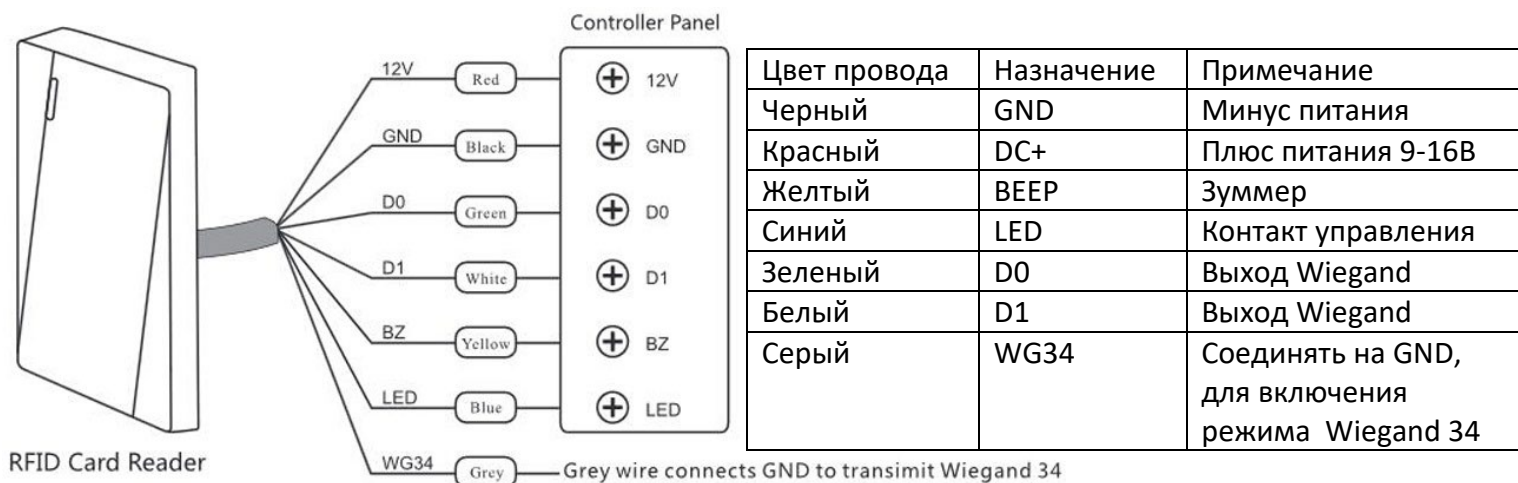 Controller Panel
12V Red 12V
GND Black GND
D0 Green D0
D1 White D1
BZ Yellow BZ
LED Blue LED
WG34 Grey Grey wire connects GND to transimit Wiegand 34
RFID Card Reader
Цвет провода Назначение Примечание
Черный GND Минус питания
Красный DC+ Плюс питания 9-16В
Желтый BEEP Зуммер
Синий LED Контакт управления
Зеленый D0 Выход Wiegand
Белый D1 Выход Wiegand
Серый WG34 Соединять на GND,
для включения
режима Wiegand 34